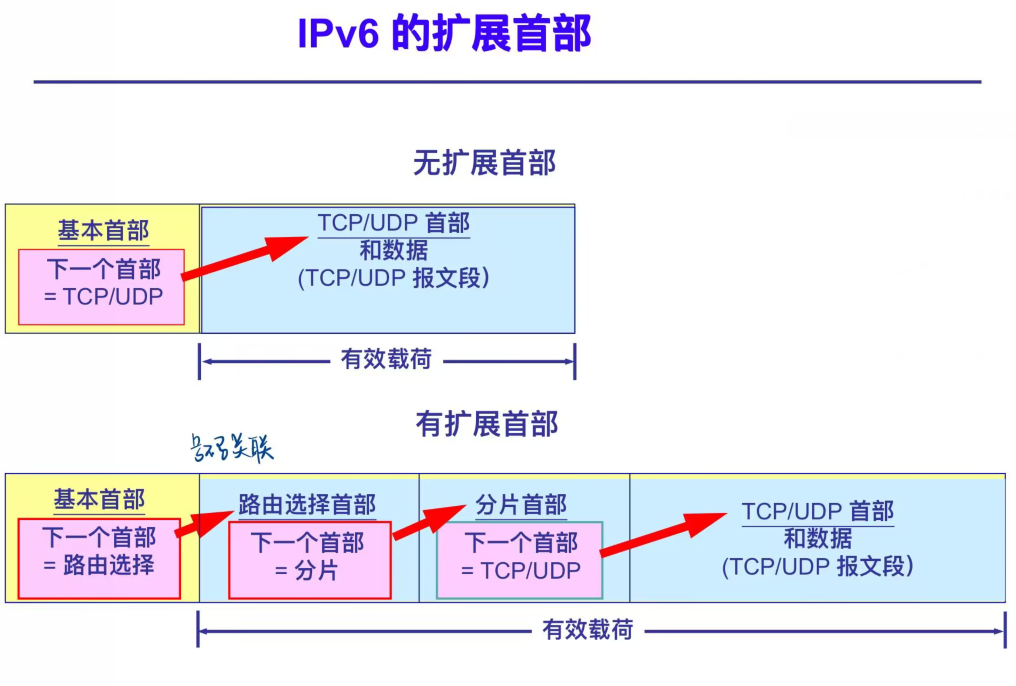 IPv6 的扩展首部
无扩展首部
基本首部
下一个首部
= TCP/UDP
TCP/UDP 首部
和数据
(TCP/UDP 报文段）
有效载荷
有扩展首部
号码关联
基本首部
下一个首部
= 路由选择
路由选择首部
下一个首部
= 分片
分片首部
下一个首部
= TCP/UDP
TCP/UDP 首部
和数据
(TCP/UDP 报文段）
有效载荷